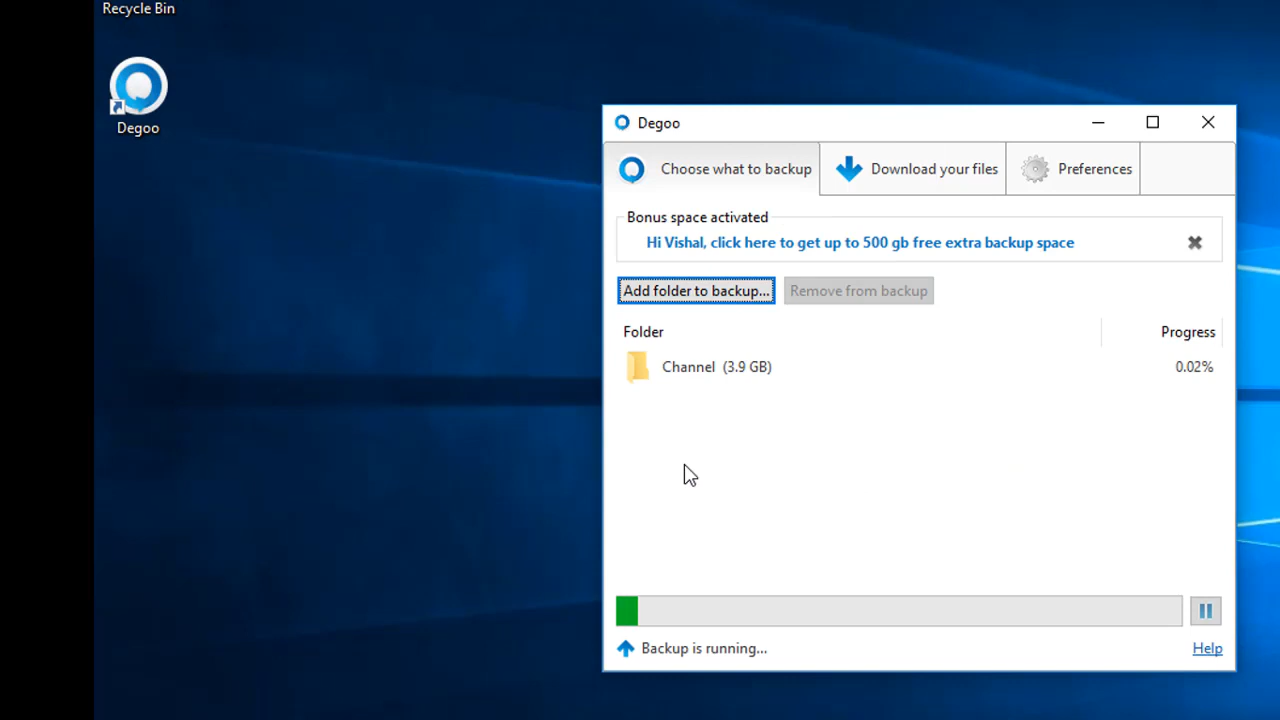 Recycle Bin
Degoo
Degoo
Choose what to backup
Download your files
Preferences
Bonus space activated
Hi Vishal, click here to get up to 500 gb free extra backup space
Add folder to backup...
Remove from backup
Folder
Progress
Channel (3.9 GB)
0.02%
Backup is running...
Help